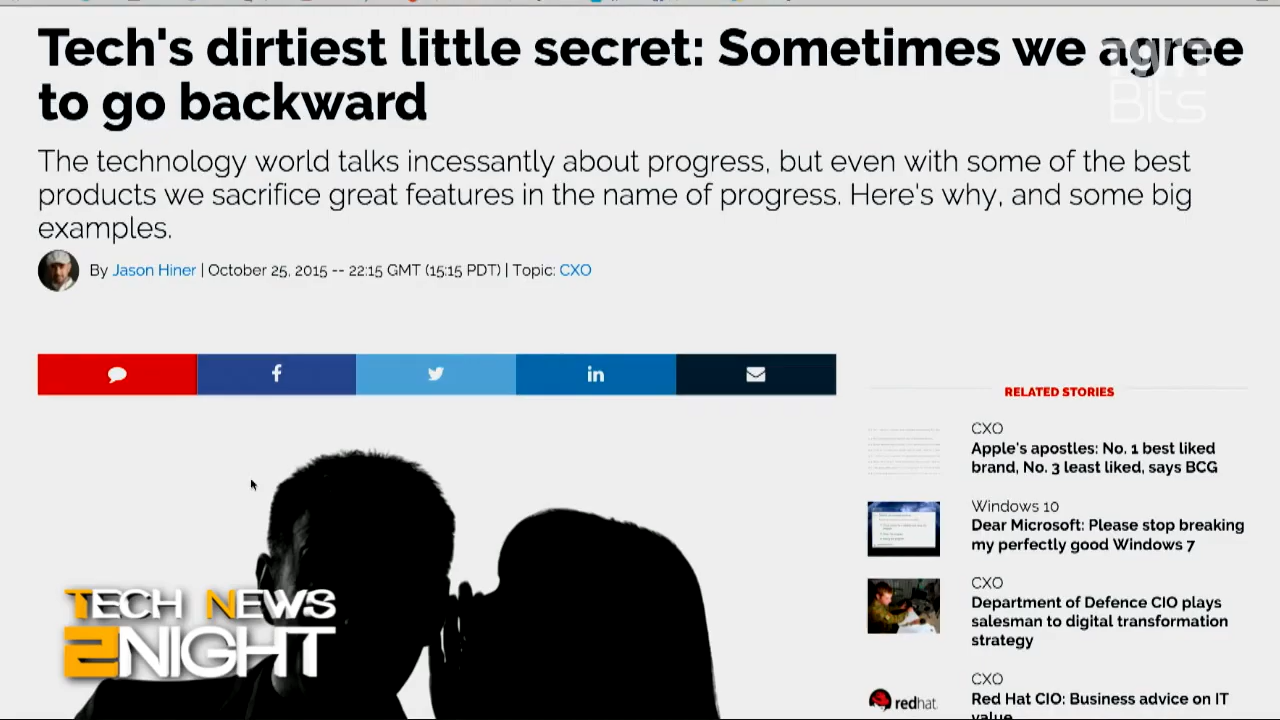 Tech's dirtiest little secret: Sometimes we agree
to go backward
Bits
The technology world talks incessantly about progress, but even with some of the best
products we sacrifice great features in the name of progress. Here's why, and some big
examples.
By Jason Hiner | October 25, 2015 -- 22:15 GMT (15:15 PDT) | Topic: CXO
f
in
RELATED STORIES
CXO
Apple's apostles: No. 1 best liked
brand, No. 3 least liked, says BCG
Windows 10
Dear Microsoft: Please stop breaking
my perfectly good Windows 7
CXO
Department of Defence CIO plays
salesman to digital transformation
strategy
CXO
redhat.
Red Hat CIO: Business advice on IT
value
TECH NEWS
2NIGHT